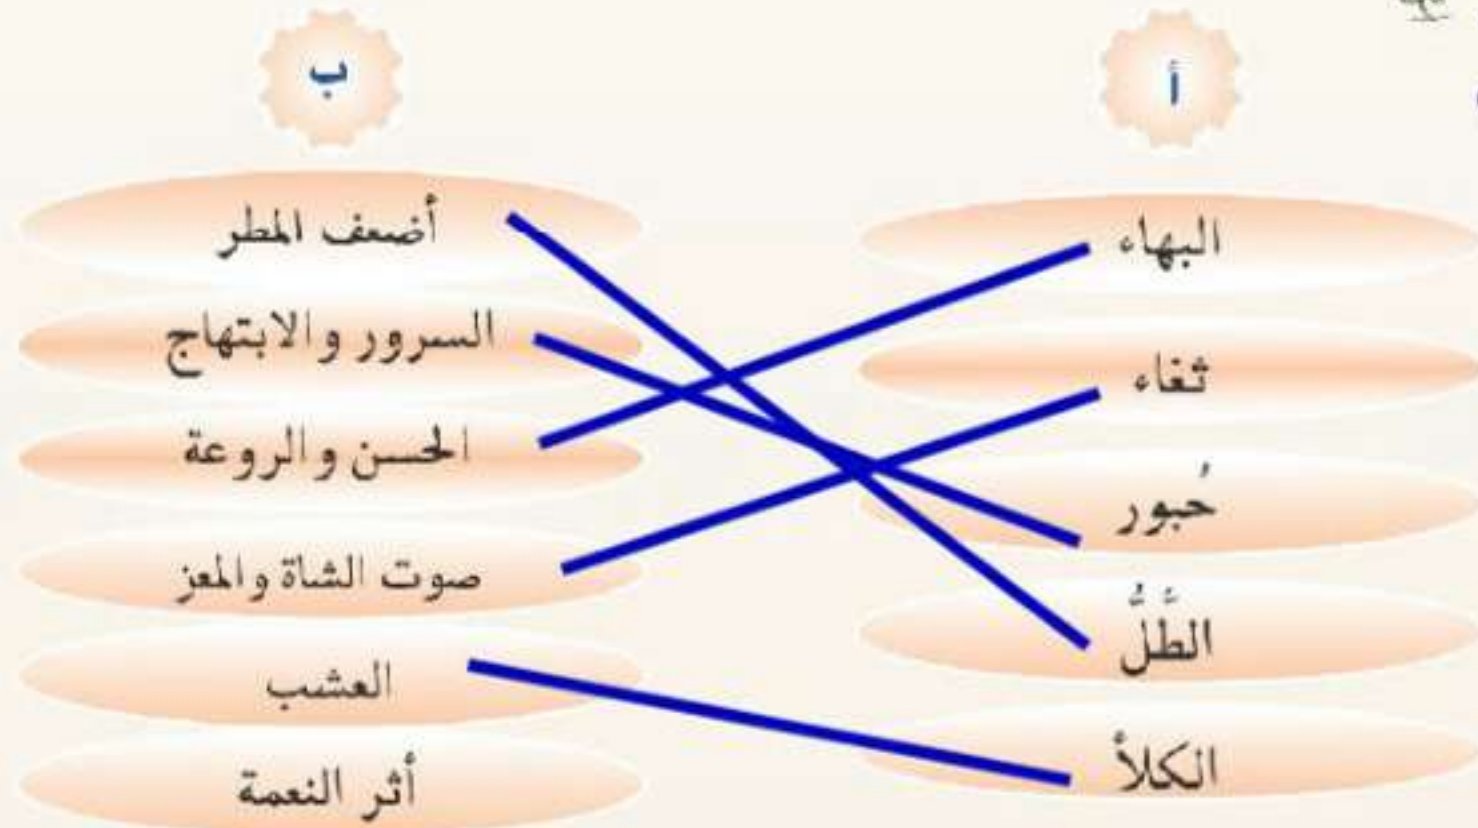 أ
البهاء
ثغاء
حُبور
الطَّلُّ
الكلأ
ب
أضعف المطر
السرور والابتهاج
الحسن والروعة
صوت الشاة والمعز
العشب
أثر النعمة